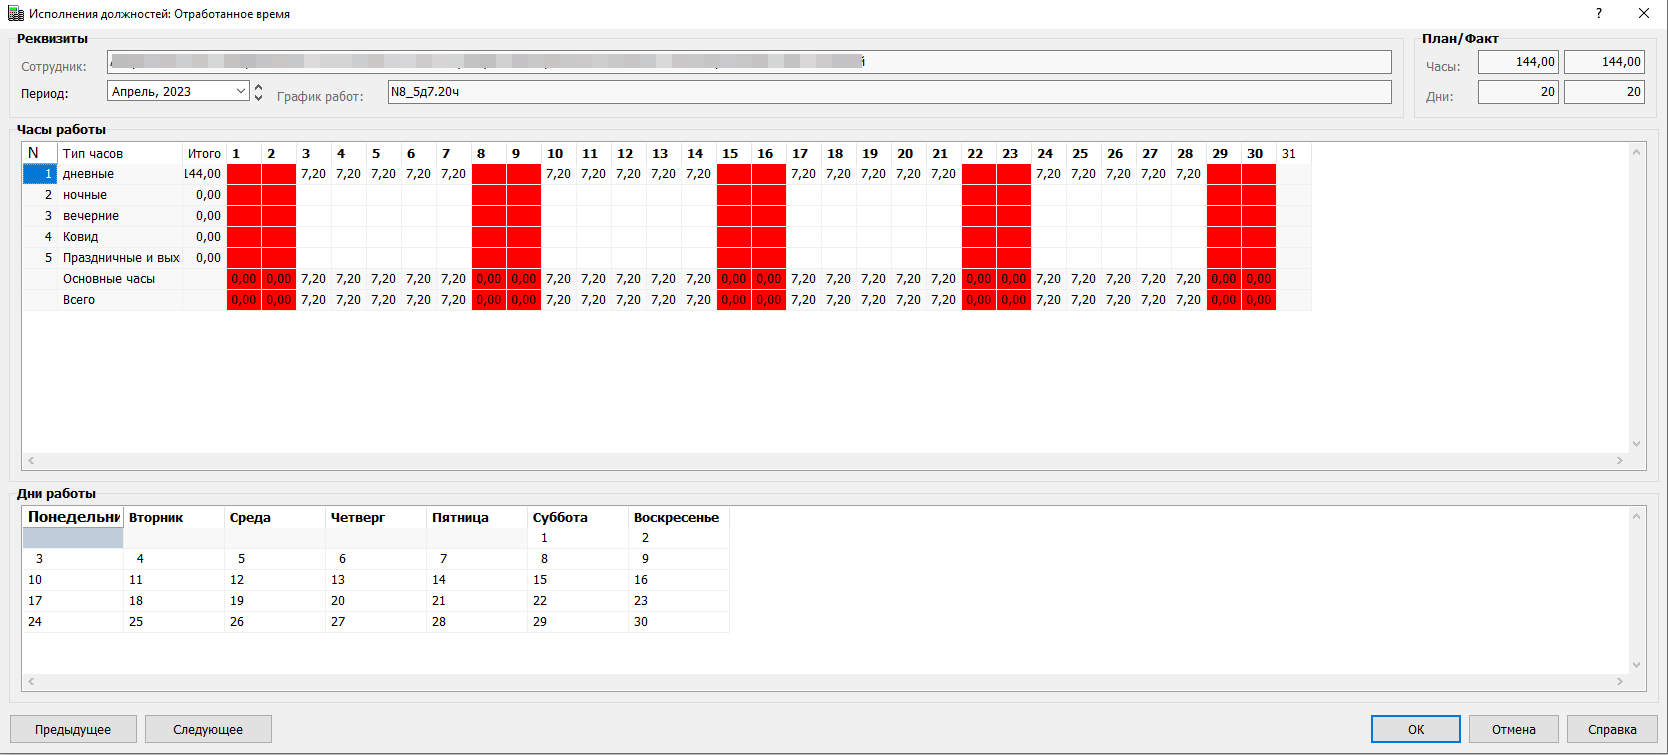 Исполнения должностей: Отработанное время
Реквизиты
Сотрудник:
Период: Апрель, 2023 График работ: N8_5д7.20ч
План/Факт
Часы: 144,00 144,00
Дни: 20 20
Часы работы
N Тип часов Итого 1 2 3 4 5 6 7 8 9 10 11 12 13 14 15 16 17 18 19 20 21 22 23 24 25 26 27 28 29 30 31
1 дневные 144,00 7,20 7,20 7,20 7,20 7,20 7,20 7,20 7,20 7,20 7,20 7,20 7,20 7,20 7,20 7,20 7,20 7,20 7,20 7,20 7,20
2 ночные 0,00
3 вечерние 0,00
4 Ковид 0,00
5 Праздничные и вых 0,00
Основные часы 0,00 0,00 7,20 7,20 7,20 7,20 7,20 0,00 0,00 7,20 7,20 7,20 7,20 7,20 0,00 0,00 7,20 7,20 7,20 7,20 7,20 0,00 0,00 7,20 7,20 7,20 7,20 7,20 0,00 0,00
Всего 0,00 0,00 7,20 7,20 7,20 7,20 7,20 0,00 0,00 7,20 7,20 7,20 7,20 7,20 0,00 0,00 7,20 7,20 7,20 7,20 7,20 0,00 0,00 7,20 7,20 7,20 7,20 7,20 0,00 0,00
Дни работы
Понедельни Вторник Среда Четверг Пятница Суббота Воскресенье
1 2
3 4 5 6 7 8 9
10 11 12 13 14 15 16
17 18 19 20 21 22 23
24 25 26 27 28 29 30
Предыдущее Следующее ОК Отмена Справка